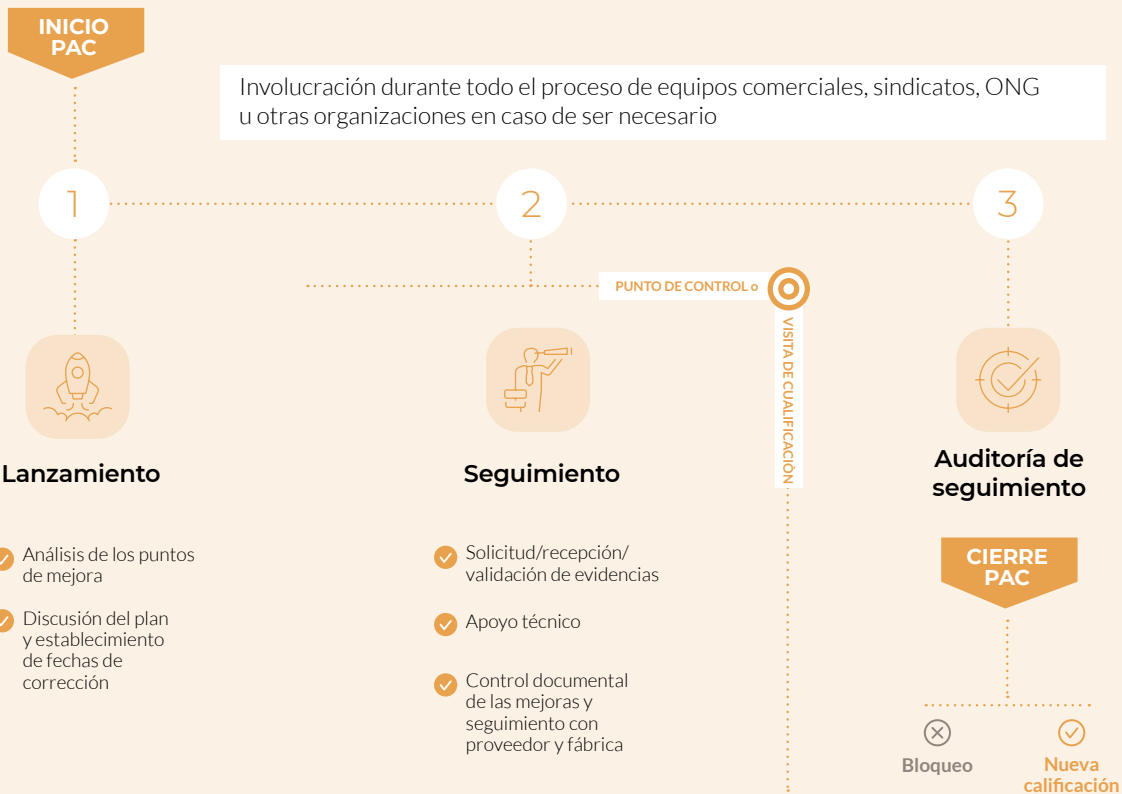 INICIO
PAC
Involucración durante todo el proceso de equipos comerciales, sindicatos, ONG
u otras organizaciones en caso de ser necesario
1
2
3
PUNTO DE CONTROL o
VISITA DE CUALIFICACIÓN
Lanzamiento
Análisis de los puntos
de mejora
Discusión del plan
y establecimiento
de fechas de
corrección
Seguimiento
Solicitud/recepción/
validación de evidencias
Apoyo técnico
Control documental
de las mejoras y
seguimiento con
proveedor y fábrica
Auditoría de
seguimiento
CIERRE
PAC
Bloqueo
Nueva
calificación